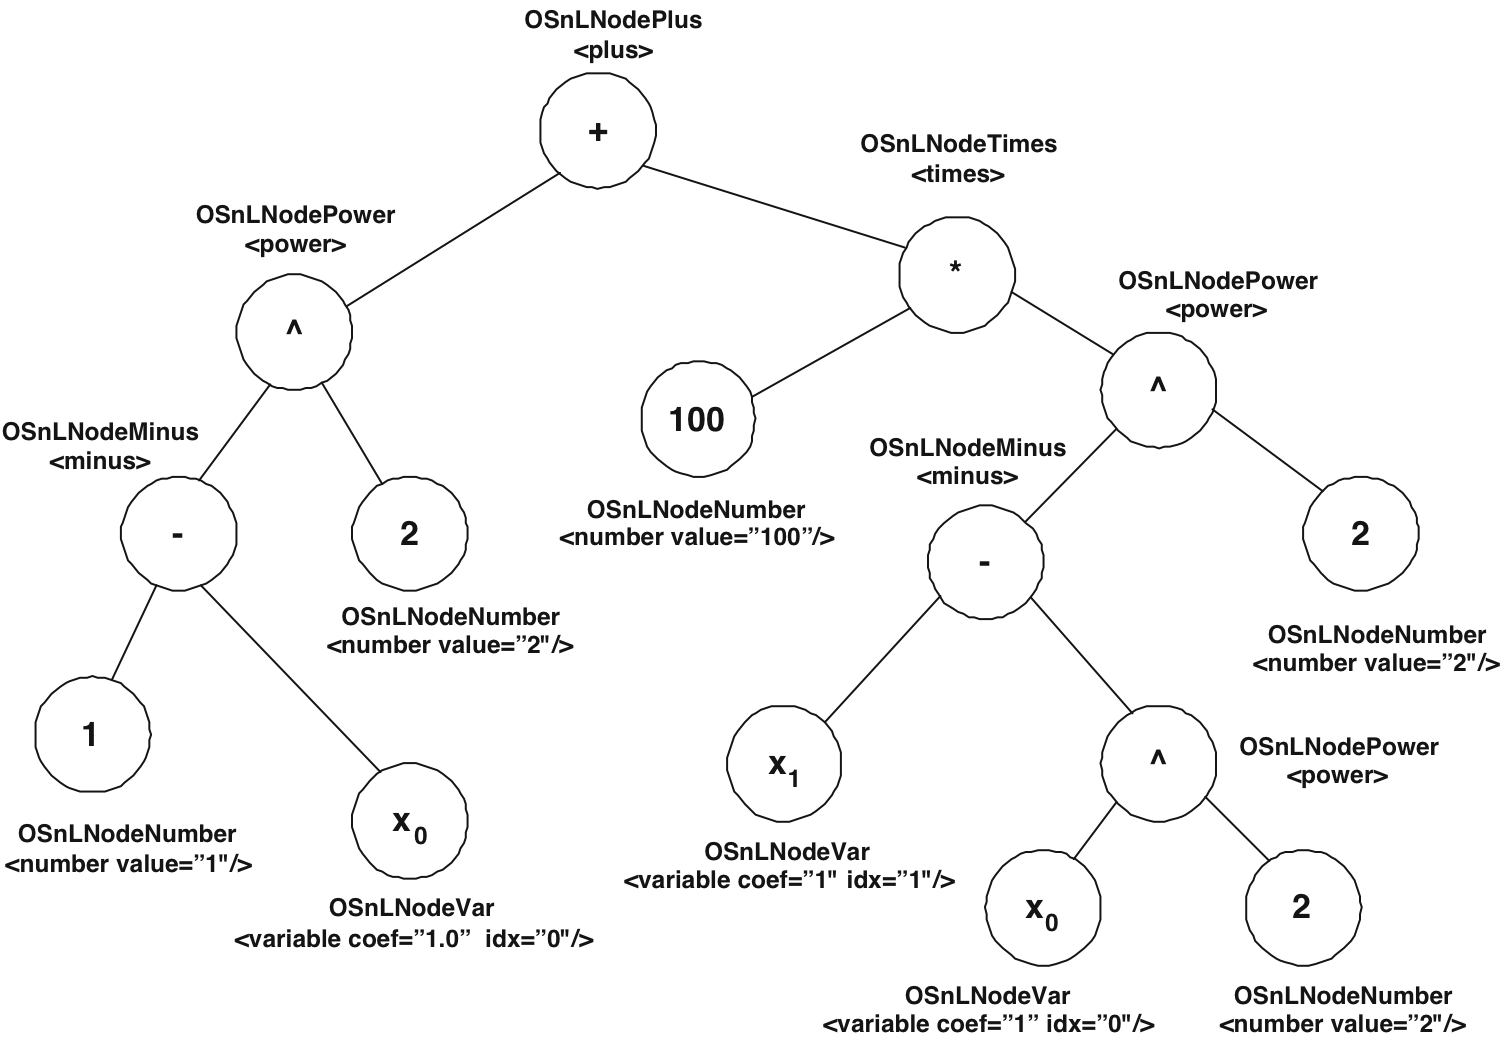 OSnLNodePlus
<plus>
+
OSnLNodeTimes
<times>
*
OSnLNodePower
<power>
^
OSnLNodePower
<power>
^
100
OSnLNodeNumber
<number value=”100”/>
OSnLNodeMinus
<minus>
-
2
OSnLNodeNumber
<number value=”2"/>
OSnLNodeMinus
<minus>
-
2
OSnLNodeNumber
<number value=”2"/>
1
OSnLNodeNumber
<number value=”1"/>
x0
OSnLNodeVar
<variable coef=”1.0”  idx=”0"/>
x1
OSnLNodeVar
<variable coef=”1" idx=”1"/>
^
OSnLNodePower
<power>
x0
OSnLNodeVar
<variable coef=”1” idx=”0"/>
2
OSnLNodeNumber
<number value=”2"/>